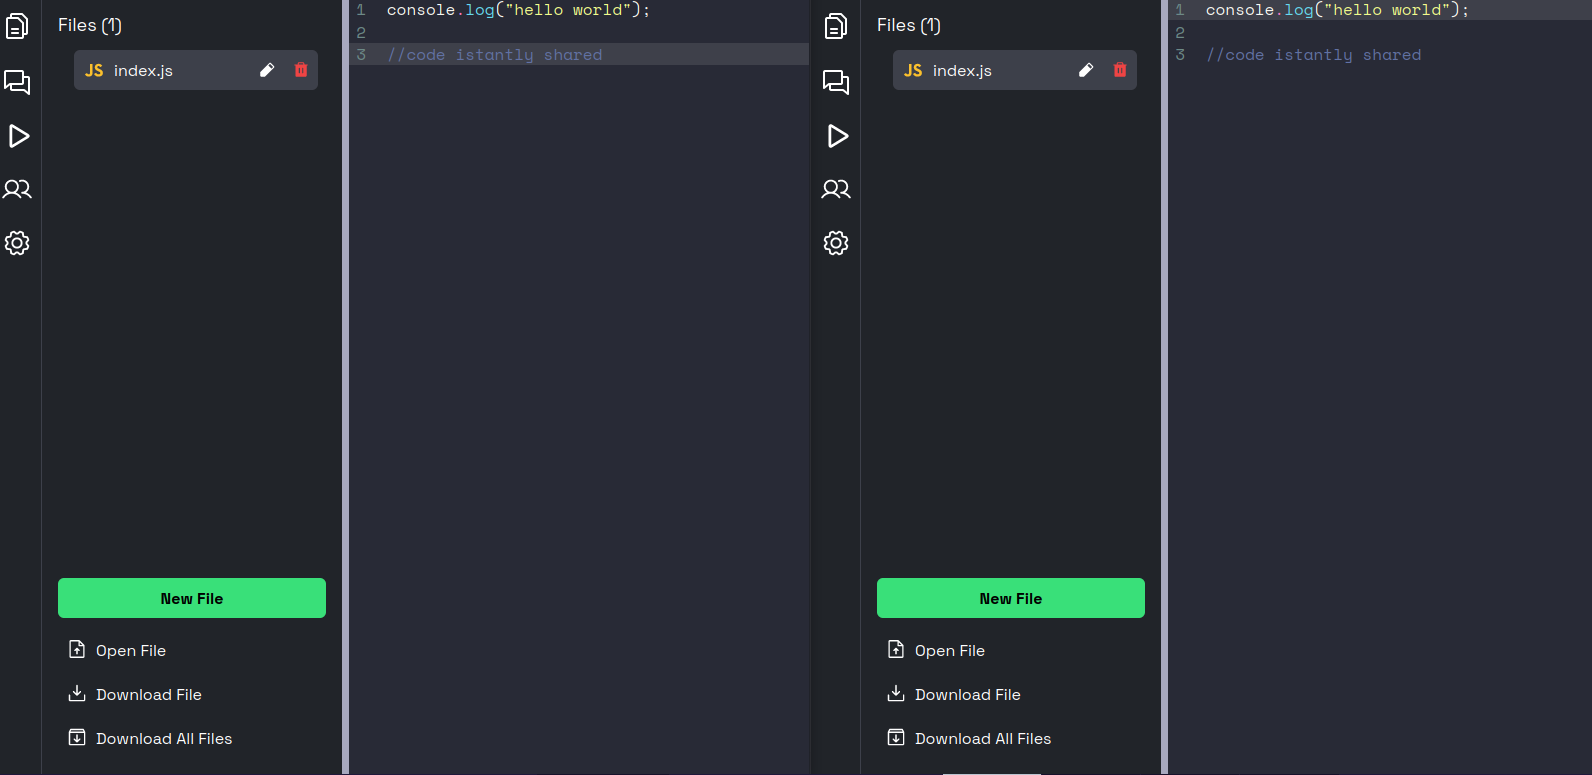 Files (1)
JS index.js
New File
Open File
Download File
Download All Files
1 console.log("hello world");
2
3 //code istantly shared
Files (1)
JS index.js
New File
Open File
Download File
Download All Files
1 console.log("hello world");
2
3 //code istantly shared